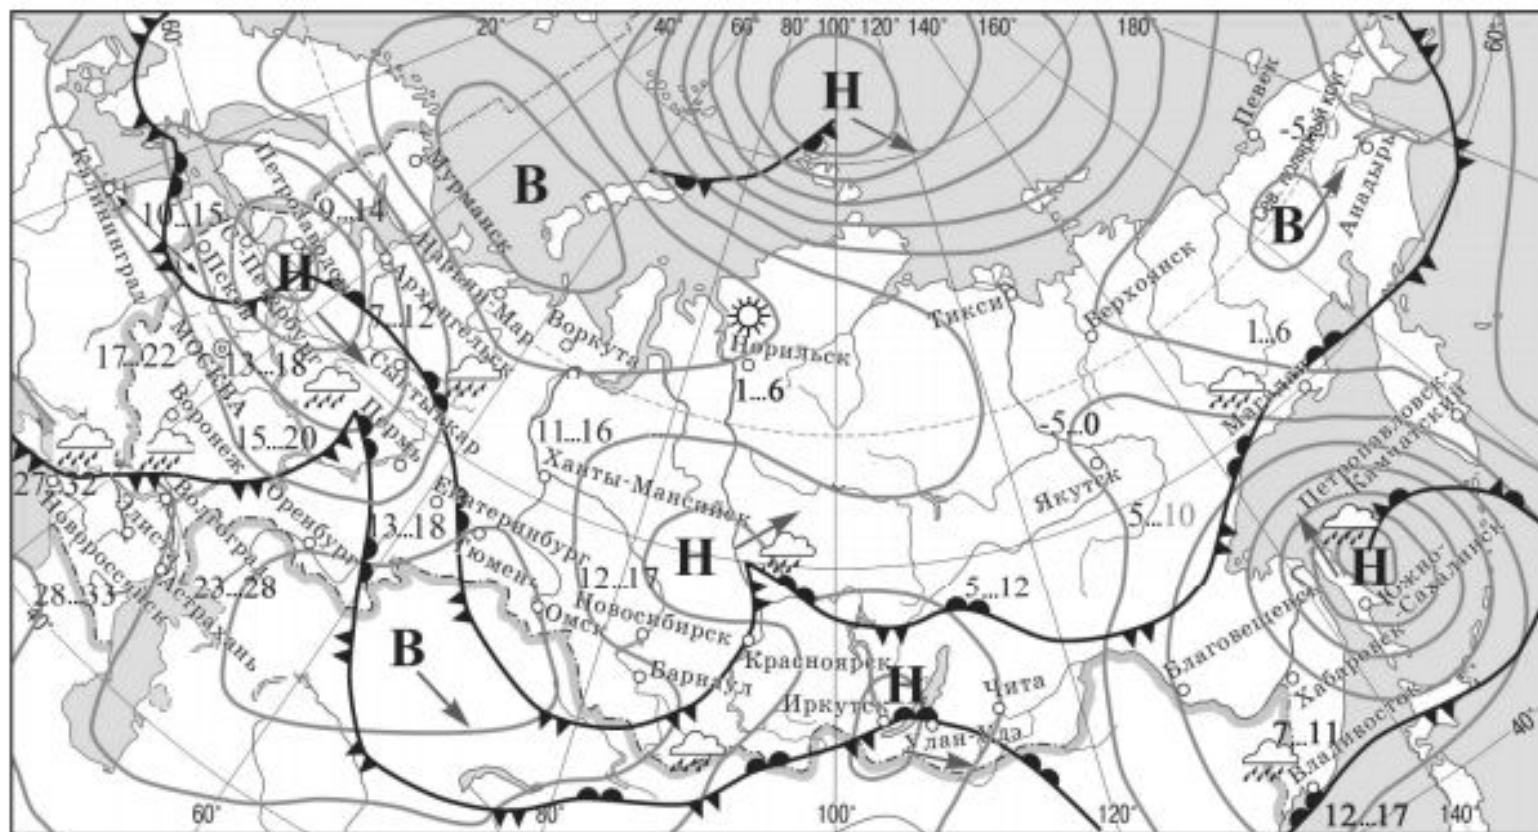 60°
20°
40°
60°
80°
100°
120°
140°
160°
180°
60°
Н
В
Певек
-5
Полярный круг
Анадырь
В
Мурманск
Калининград
10...15
Петрозаводск
9...14
Псков
С-Петербург
Н
Архангельск
Нарьян-Мар
Воркута
7...12
Тикси
Верхоянск
Норильск
1...6
1...6
17...22
МОСКВА
13...18
Сыктывкар
Воронеж
15...20
Пермь
11...16
Ханты-Мансийск
-5...0
Якутск
Магадан
Петропавловск-
Камчатский
27...32
Новороссийск
Элиста
Волгоград
Оренбург
Екатеринбург
13...18
Тюмень
Н
5...10
5...12
Н
Южно-
-Сахалинск
28...33
Астрахань
23...28
12...17
Новосибирск
Омск
Барнаул
Красноярск
В
Иркутск
Н
Чита
Улан-Удэ
Благовещенск
Хабаровск
7...11
Владивосток
12...17
40°
60°
80°
100°
120°
140°
40°